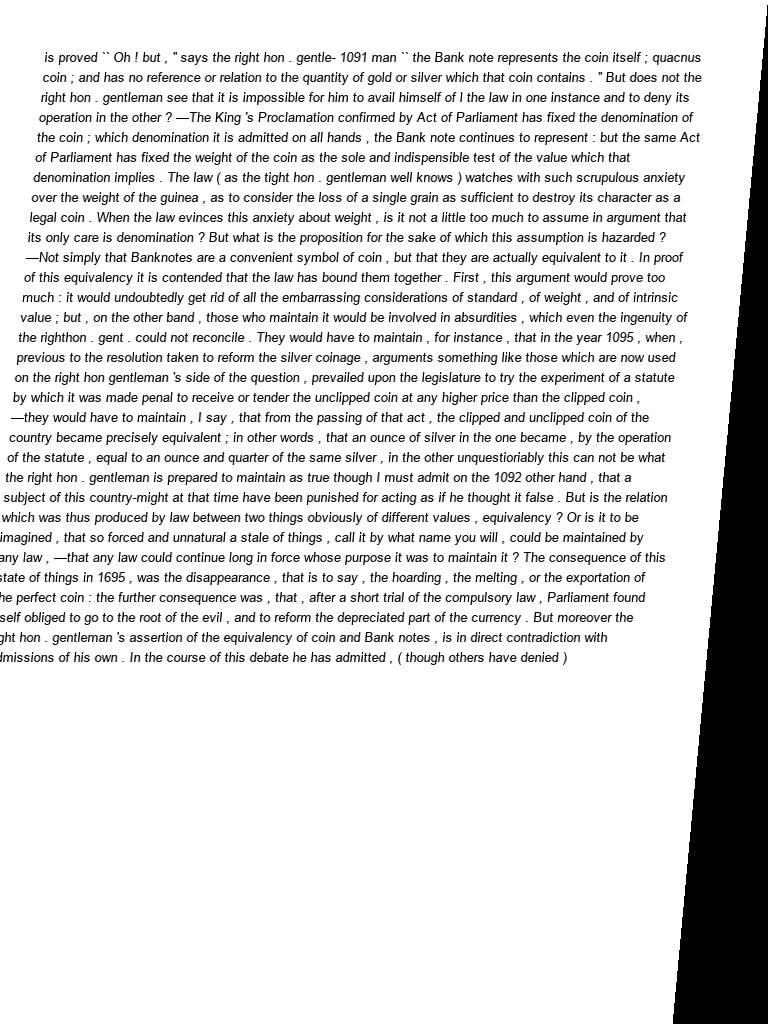 is proved `` Oh ! but , " says the right hon . gentle- 1091 man `` the Bank note represents the coin itself ; quacnus
coin ; and has no reference or relation to the quantity of gold or silver which that coin contains . " But does not the
right hon . gentleman see that it is impossible for him to avail himself of l the law in one instance and to deny its
operation in the other ? —The King 's Proclamation confirmed by Act of Parliament has fixed the denomination of
the coin ; which denomination it is admitted on all hands , the Bank note continues to represent : but the same Act
of Parliament has fixed the weight of the coin as the sole and indispensible test of the value which that
denomination implies . The law ( as the tight hon . gentleman well knows ) watches with such scrupulous anxiety
over the weight of the guinea , as to consider the loss of a single grain as sufficient to destroy its character as a
legal coin . When the law evinces this anxiety about weight , is it not a little too much to assume in argument that
its only care is denomination ? But what is the proposition for the sake of which this assumption is hazarded ?
—Not simply that Banknotes are a convenient symbol of coin , but that they are actually equivalent to it . In proof
of this equivalency it is contended that the law has bound them together . First , this argument would prove too
much : it would undoubtedly get rid of all the embarrassing considerations of standard , of weight , and of intrinsic
value ; but , on the other band , those who maintain it would be involved in absurdities , which even the ingenuity of
the righthon . gent . could not reconcile . They would have to maintain , for instance , that in the year 1095 , when ,
previous to the resolution taken to reform the silver coinage , arguments something like those which are now used
on the right hon gentleman 's side of the question , prevailed upon the legislature to try the experiment of a statute
by which it was made penal to receive or tender the unclipped coin at any higher price than the clipped coin ,
—they would have to maintain , I say , that from the passing of that act , the clipped and unclipped coin of the
country became precisely equivalent ; in other words , that an ounce of silver in the one became , by the operation
of the statute , equal to an ounce and quarter of the same silver , in the other unquestioriably this can not be what
the right hon . gentleman is prepared to maintain as true though I must admit on the 1092 other hand , that a
subject of this country-might at that time have been punished for acting as if he thought it false . But is the relation
which was thus produced by law between two things obviously of different values , equivalency ? Or is it to be
imagined , that so forced and unnatural a stale of things , call it by what name you will , could be maintained by
any law , —that any law could continue long in force whose purpose it was to maintain it ? The consequence of this
state of things in 1695 , was the disappearance , that is to say , the hoarding , the melting , or the exportation of
he perfect coin : the further consequence was , that , after a short trial of the compulsory law , Parliament found
self obliged to go to the root of the evil , and to reform the depreciated part of the currency . But moreover the
ght hon . gentleman 's assertion of the equivalency of coin and Bank notes , is in direct contradiction with
dmissions of his own . In the course of this debate he has admitted , ( though others have denied )